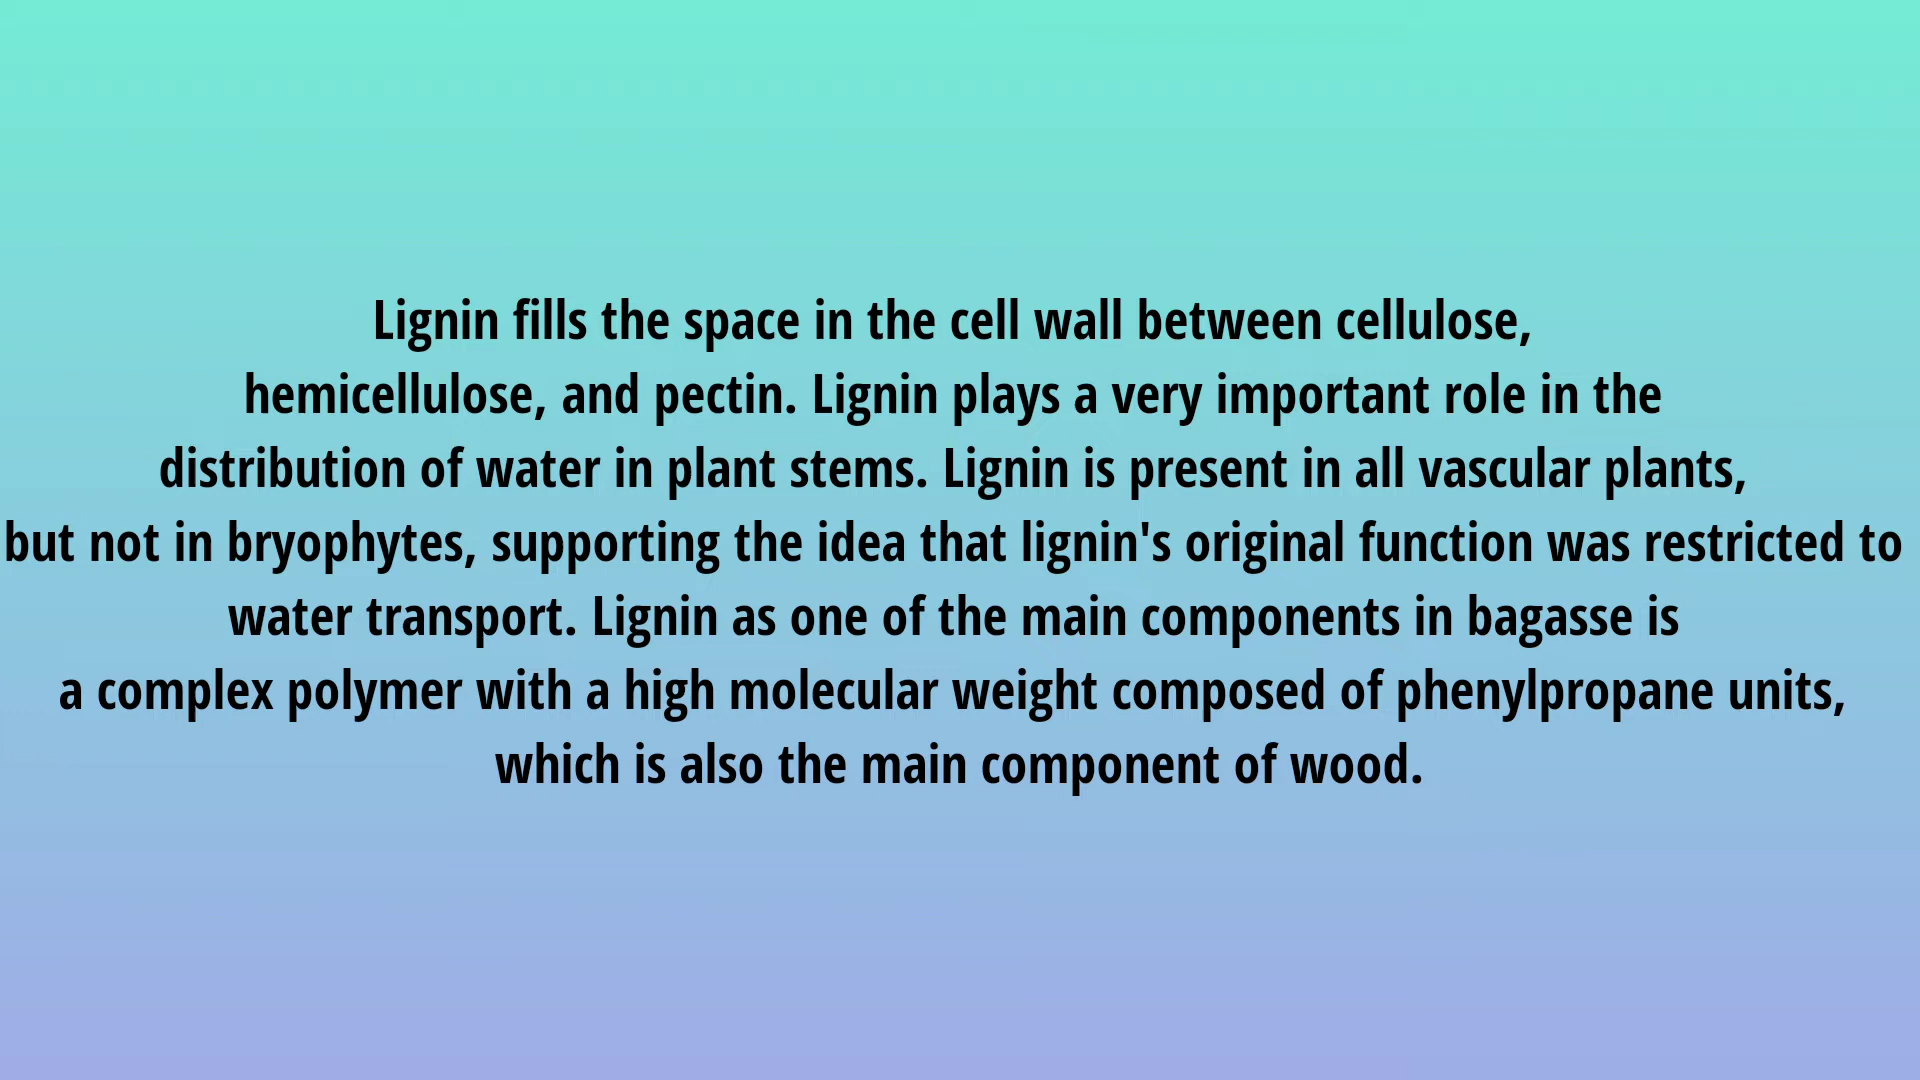 Lignin fills the space in the cell wall between cellulose,
hemicellulose, and pectin. Lignin plays a very important role in the
distribution of water in plant stems. Lignin is present in all vascular plants,
but not in bryophytes, supporting the idea that lignin's original function was restricted to
water transport. Lignin as one of the main components in bagasse is
a complex polymer with a high molecular weight composed of phenylpropane units,
which is also the main component of wood.